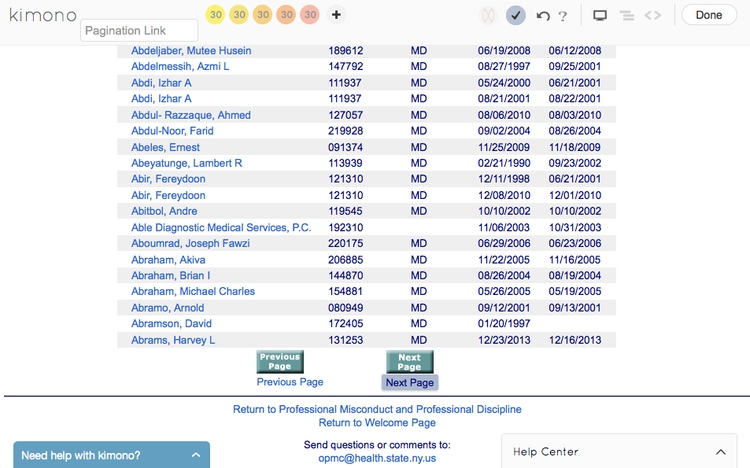 kimono Pagination Link 30 30 30 30 30 + ? <> Done
Abdeljaber, Mutee Husein 189612 MD 06/19/2008 06/12/2008
Abdelmessih, Azmi L 147792 MD 08/27/1997 09/25/2001
Abdi, Izhar A 111937 MD 05/24/2000 06/21/2001
Abdi, Izhar A 111937 MD 08/21/2001 08/22/2001
Abdul- Razzaque, Ahmed 127057 MD 08/06/2010 08/03/2010
Abdul-Noor, Farid 219928 MD 09/02/2004 08/26/2004
Abeles, Ernest 091374 MD 11/25/2009 11/18/2009
Abeyatunge, Lambert R 113939 MD 02/21/1990 09/23/2002
Abir, Fereydoon 121310 MD 12/11/1998 06/21/2001
Abir, Fereydoon 121310 MD 12/08/2010 12/01/2010
Abitbol, Andre 119545 MD 10/10/2002 10/10/2002
Able Diagnostic Medical Services, P.C. 192310 11/06/2003 10/31/2003
Aboumrad, Joseph Fawzi 220175 MD 06/29/2006 06/23/2006
Abraham, Akiva 206885 MD 11/22/2005 11/16/2005
Abraham, Brian I 144870 MD 08/26/2004 08/19/2004
Abraham, Michael Charles 154881 MD 05/26/2005 05/19/2005
Abramo, Arnold 080949 MD 09/12/2001 09/13/2001
Abramson, David 172405 MD 01/20/1997
Abrams, Harvey L 131253 MD 12/23/2013 12/16/2013
Previous Page Next Page
Previous Page Next Page
Return to Professional Misconduct and Professional Discipline
Return to Welcome Page
Send questions or comments to:
opmc@health.state.ny.us
Need help with kimono? Help Center